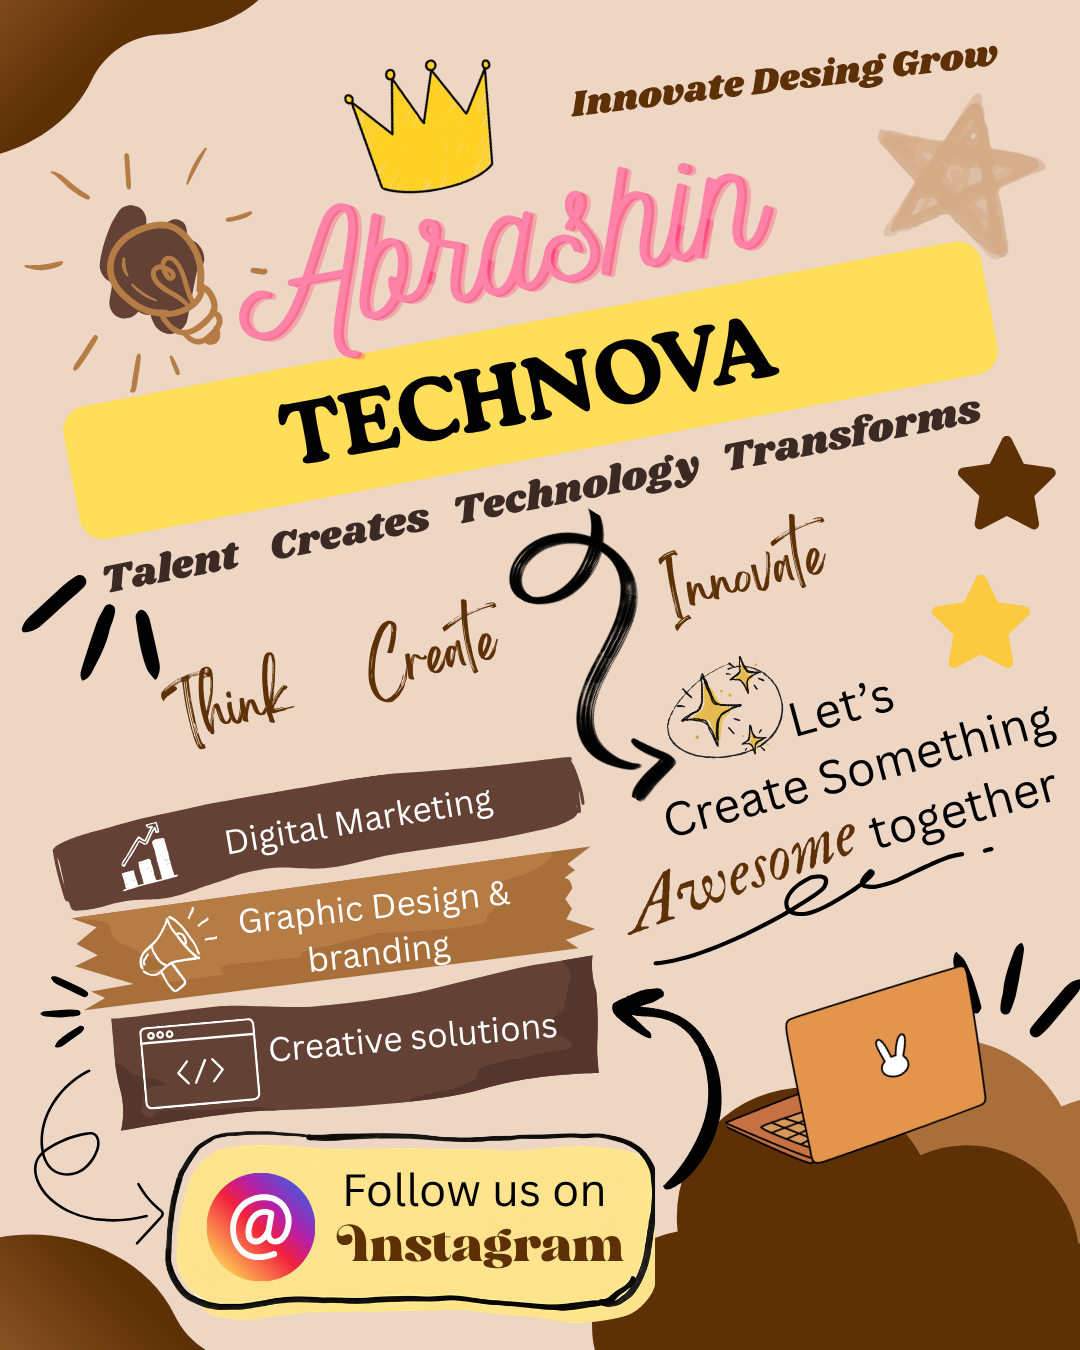 Innovate Desing Grow
Abrashin
TECHNOVA
Talent Creates Technology Transforms
Think Create Innovate
Let's
Create Something
Awesome together
Digital Marketing
Graphic Design &
branding
</>
Creative solutions
@
Follow us on
Instagram